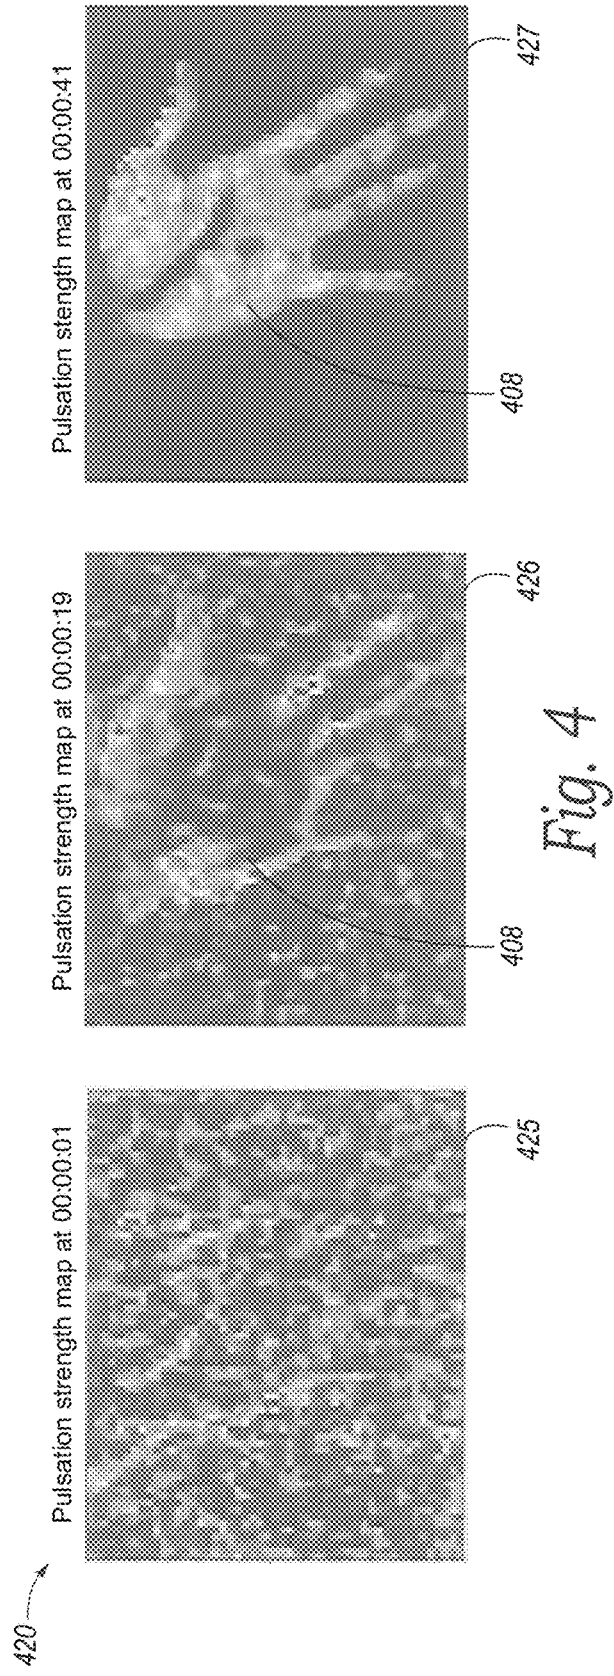 420
Pulsation strength map at 00:00:01
425
Pulsation strength map at 00:00:19
408
426
Pulsation stength map at 00:00:41
408
427
Fig. 4